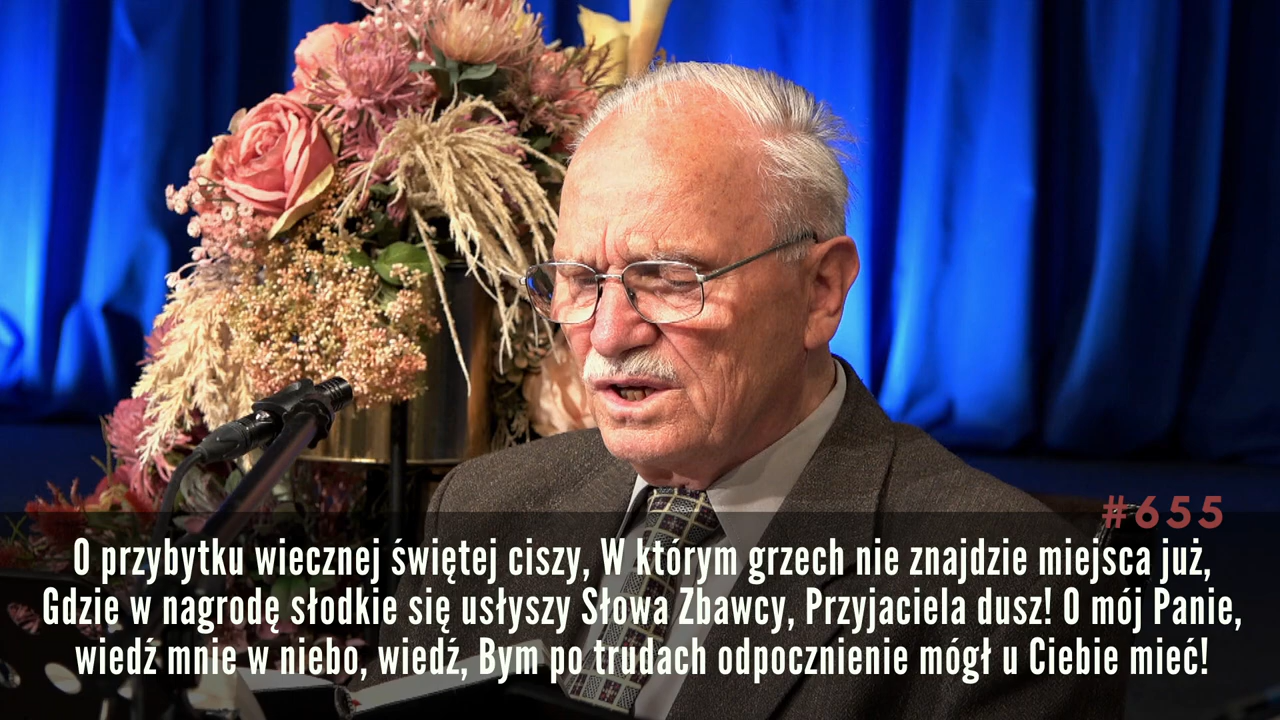 #655
O przybytku wiecznej świętej ciszy, W którym grzech nie znajdzie miejsca już,
Gdzie w nagrodę słodkie się usłyszy Słowa Zbawcy, Przyjaciela dusz! O mój Panie,
wiedź mnie w niebo, wiedź, Bym po trudach odpocznienie mógł u Ciebie mieć!